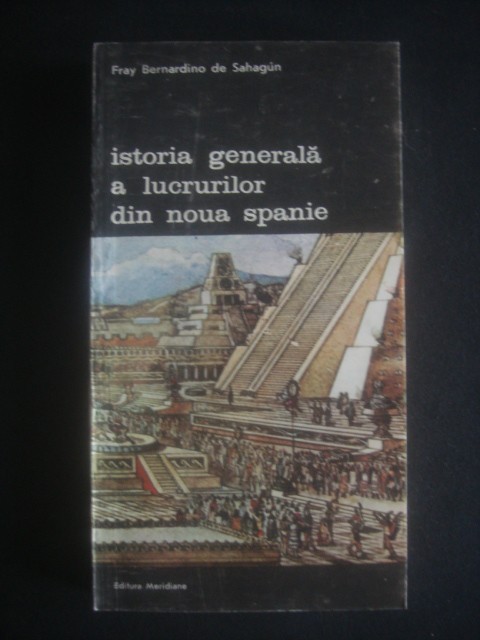 Fray Bernardino de Sahagún
istoria generală
a lucrurilor
din noua spanie
Editura Meridiane